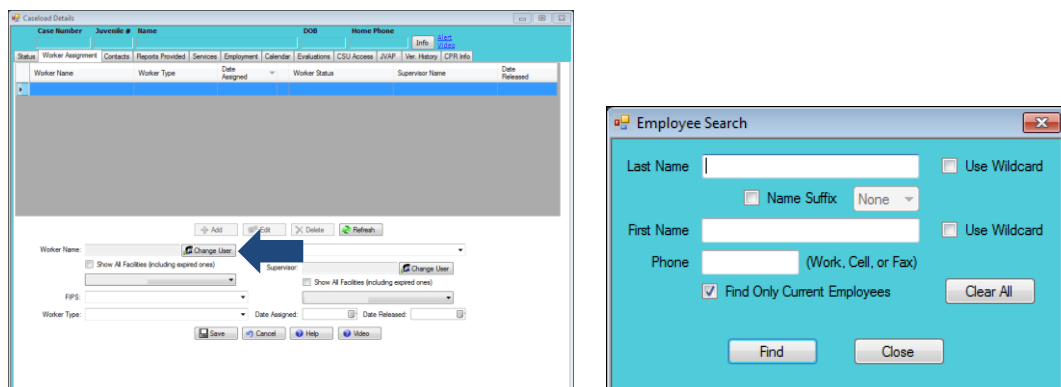 Caseload Details
Case Number Juvenile # Name DOB Home Phone
Info Alert
Video
Status Worker Assignment Contacts Reports Provided Services Employment Calendar Evaluations CSU Access JVAP Ver. History CPR Info
Worker Name Worker Type Date Assigned Worker Status Supervisor Name Date Released
Add Edit Delete Refresh
Worker Name: Change User
Show All Facilities (including expired ones) Supervisor: Change User
Show All Facilities (including expired ones)
FIPS:
Worker Type: Date Assigned: Date Released:
Save Cancel Help Video
Employee Search
Last Name Use Wildcard
Name Suffix None
First Name Use Wildcard
Phone (Work, Cell, or Fax)
Find Only Current Employees Clear All
Find Close